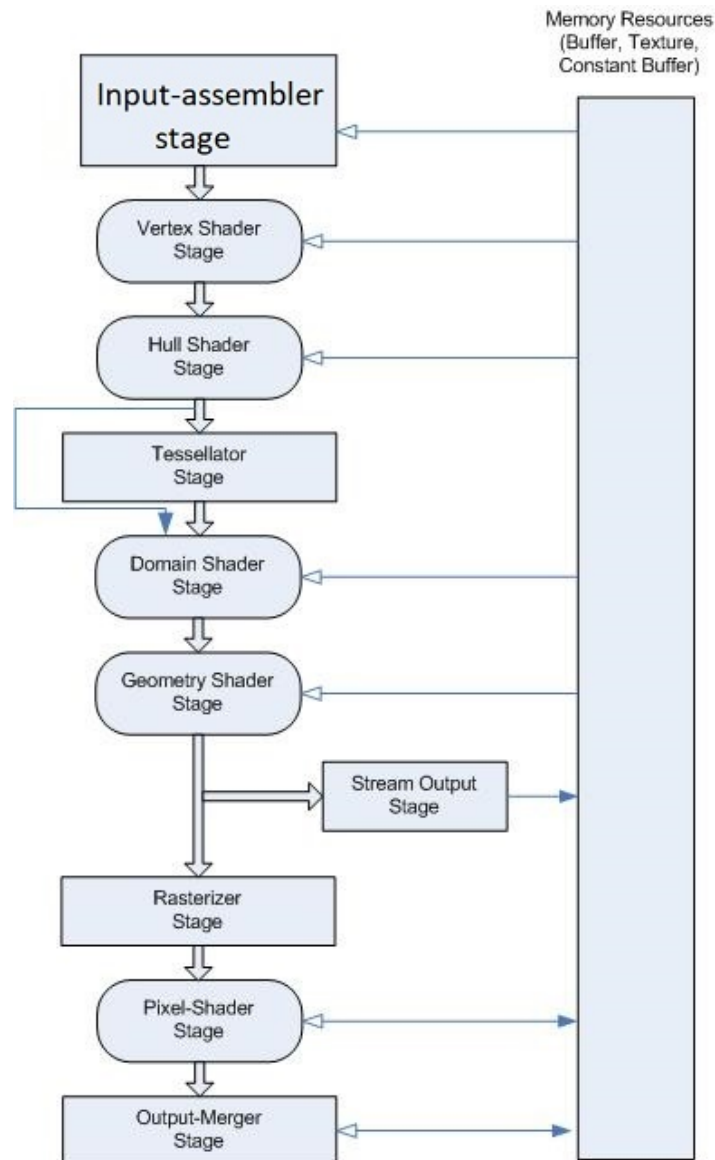 Memory Resources
(Buffer, Texture,
Constant Buffer)
Input-assembler
stage
Vertex Shader
Stage
Hull Shader
Stage
Tessellator
Stage
Domain Shader
Stage
Geometry Shader
Stage
Stream Output
Stage
Rasterizer
Stage
Pixel-Shader
Stage
Output-Merger
Stage